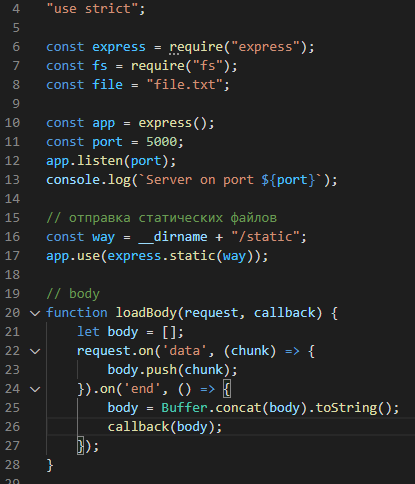 4 "use strict";
5
6 const express = require("express");
7 const fs = require("fs");
8 const file = "file.txt";
9
10 const app = express();
11 const port = 5000;
12 app.listen(port);
13 console.log(`Server on port ${port}`);
14
15 // отправка статических файлов
16 const way = __dirname + "/static";
17 app.use(express.static(way));
18
19 // body
20 function loadBody(request, callback) {
21     let body = [];
22     request.on('data', (chunk) => {
23         body.push(chunk);
24     }).on('end', () => {
25         body = Buffer.concat(body).toString();
26         callback(body);
27     });
28 }
29